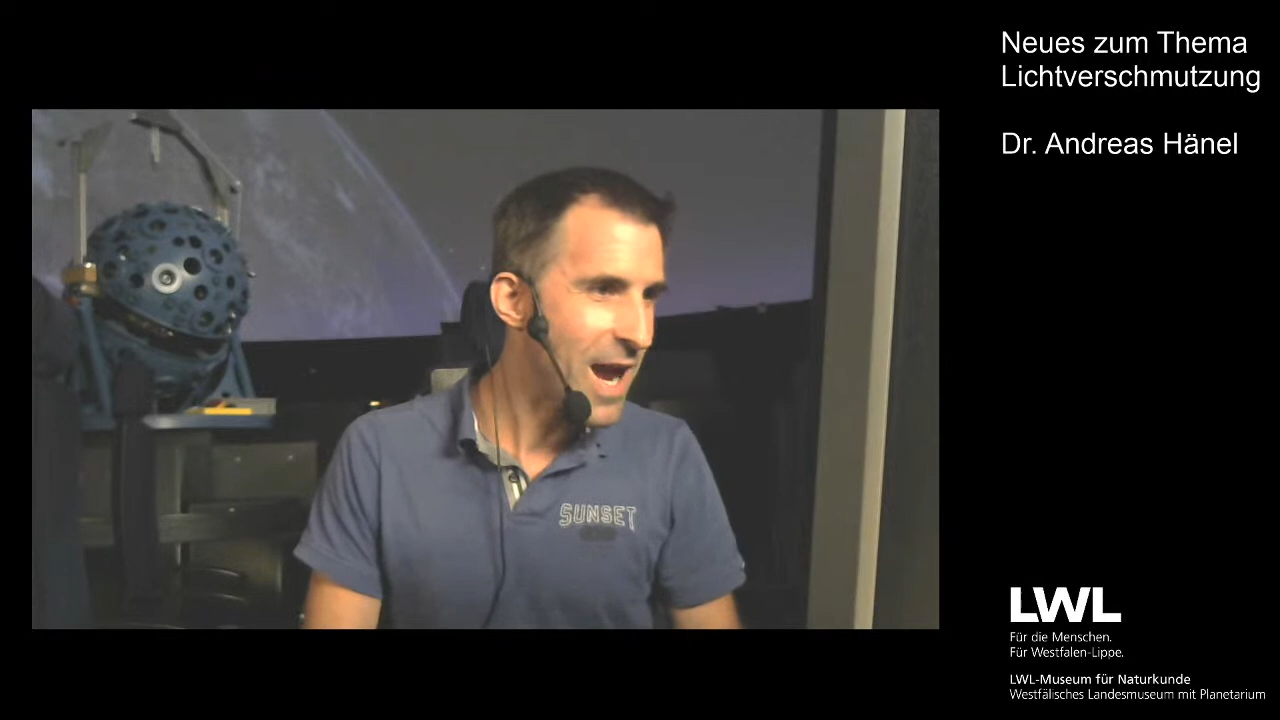 Neues zum Thema
Lichtverschmutzung
Dr. Andreas Hänel
SUNSET
LWL
Für die Menschen.
Für Westfalen-Lippe.
LWL-Museum für Naturkunde
Westfälisches Landesmuseum mit Planetarium